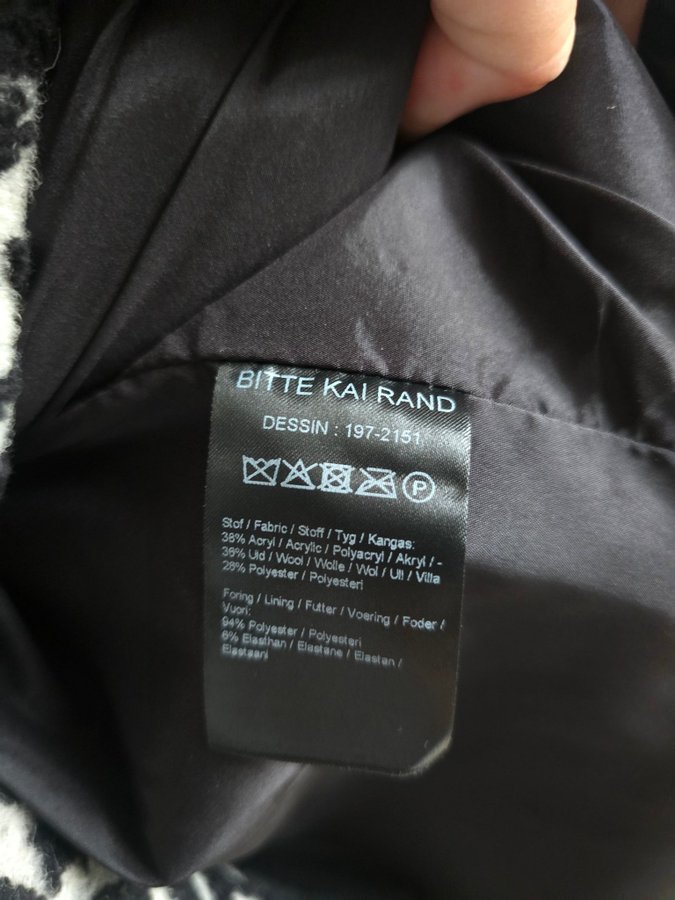 BITTE KAI RAND
DESSIN : 197-2151
P
Stof / Fabric / Stoff / Tyg / Kangas:
38% Acryl / Acrylic / Polyacryl / Akryl / -
36% Uld / Wool / Wolle / Wol / Ull / Villa
26% Polyester / Polyesteri
Foring / Lining / Futter / Voering / Foder /
Vuori:
94% Polyester / Polyesteri
6% Elasthan / Elastane / Elasten /
Elastaani